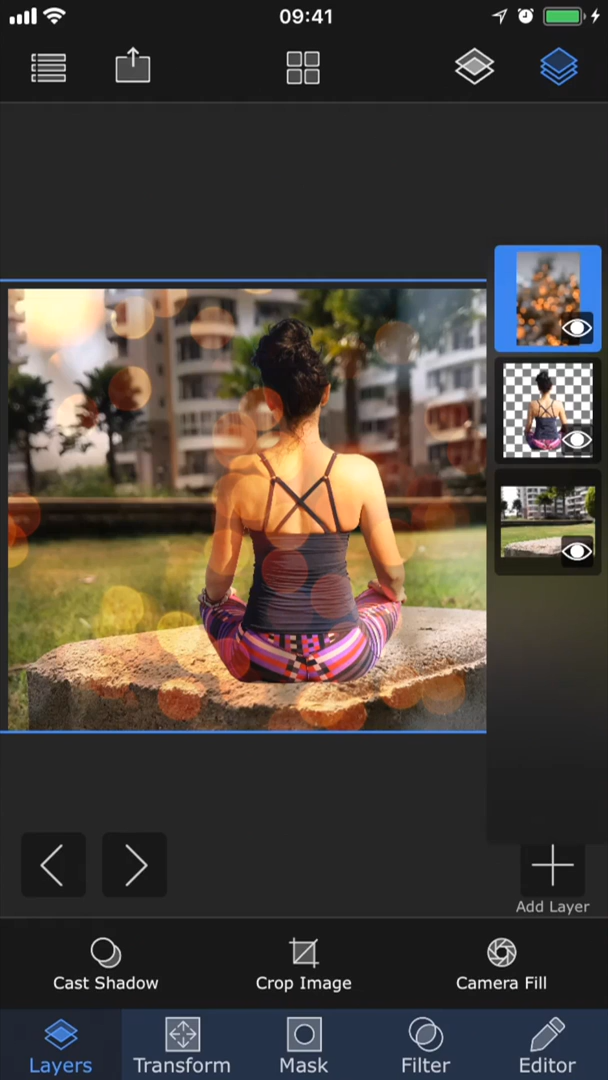 09:41
Add Layer
Cast Shadow
Crop Image
Camera Fill
Layers
Transform
Mask
Filter
Editor